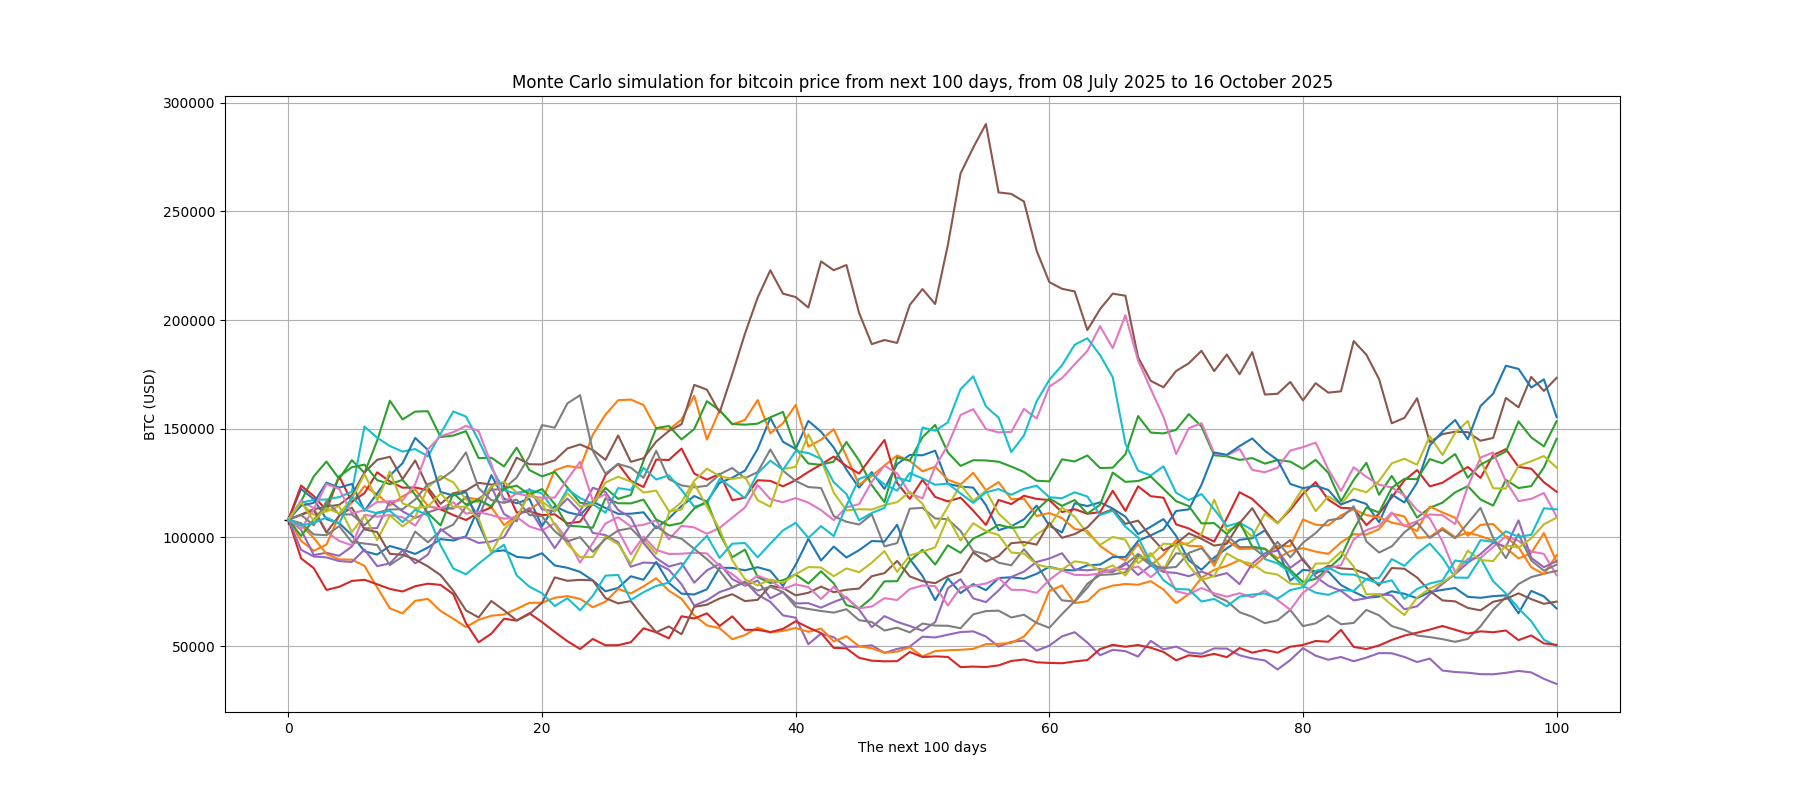 Monte Carlo simulation for bitcoin price from next 100 days, from 08 July 2025 to 16 October 2025
300000
250000
200000
150000
100000
50000
BTC (USD)
0 20 40 60 80 100
The next 100 days